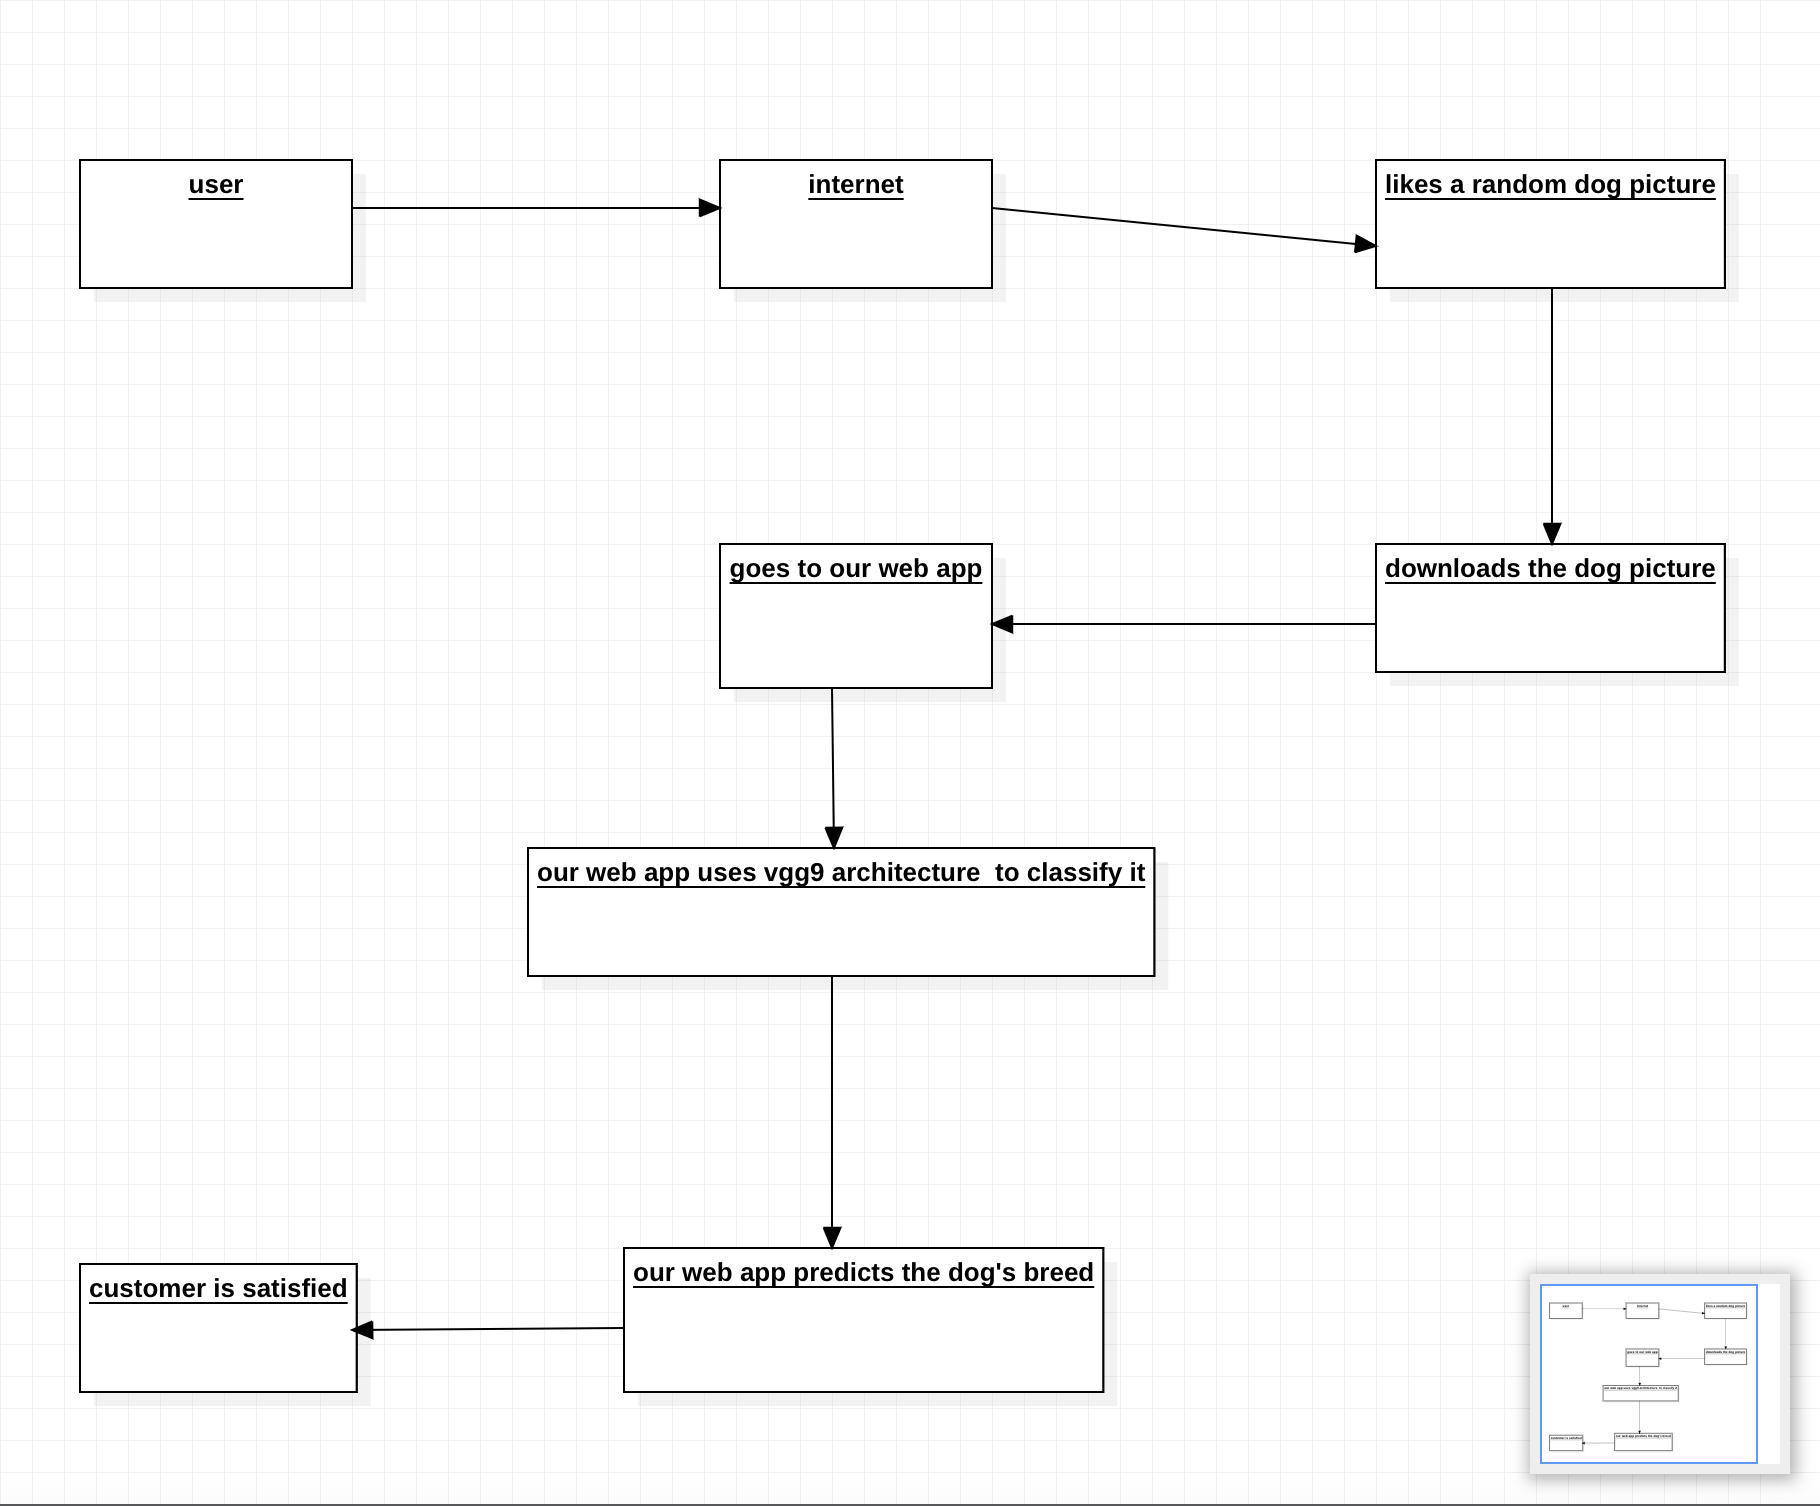 user
internet
likes a random dog picture
downloads the dog picture
goes to our web app
our web app uses vgg9 architecture  to classify it
our web app predicts the dog's breed
customer is satisfied